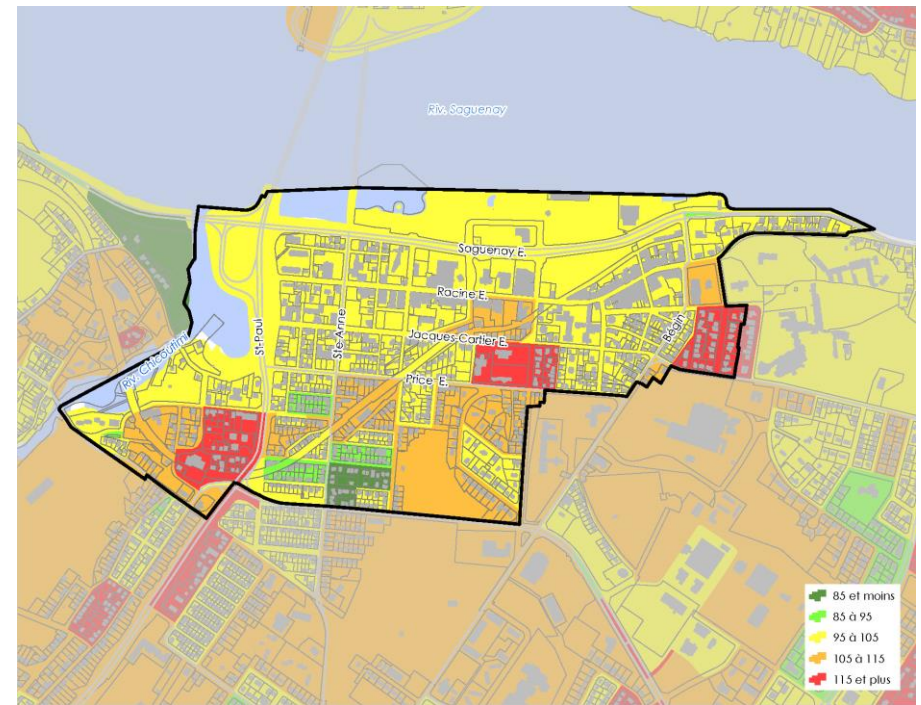 Riv. Saguenay
Saguenay E.
Racine E.
Ste-Anne
St-Paul
Jacques-Cartier E.
Bégin
Riv. Chicoutimi
Price E.
85 et moins
85 à 95
95 à 105
105 à 115
115 et plus